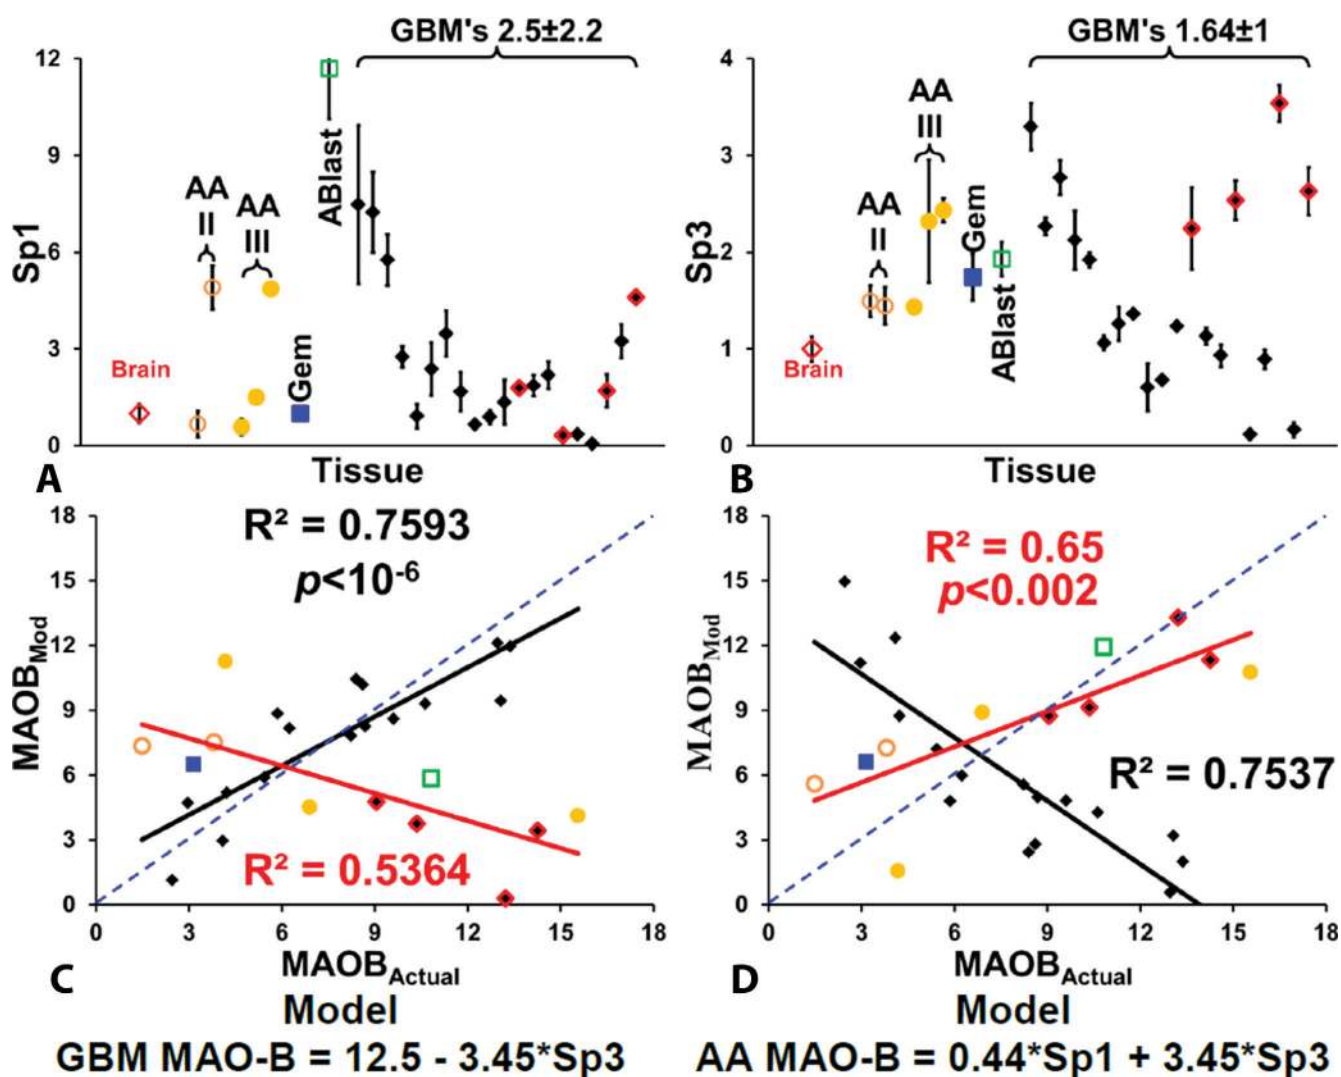 GBM's 2.5±2.2
12
9
6
3
0
Sp1
Brain
AA
II
AA
III
Gem
ABlast
Tissue
A
GBM's 1.64±1
4
3
2
1
0
Sp3
Brain
AA
II
AA
III
Gem
ABlast
Tissue
B
18
15
12
9
6
3
0
MAOB_Mod
R² = 0.7593
p<10⁻⁶
R² = 0.5364
0 3 6 9 12 15 18
MAOB_Actual
C
Model
GBM MAO-B = 12.5 - 3.45*Sp3
18
15
12
9
6
3
0
MAOB_Mod
R² = 0.65
p<0.002
R² = 0.7537
0 3 6 9 12 15 18
MAOB_Actual
D
Model
AA MAO-B = 0.44*Sp1 + 3.45*Sp3